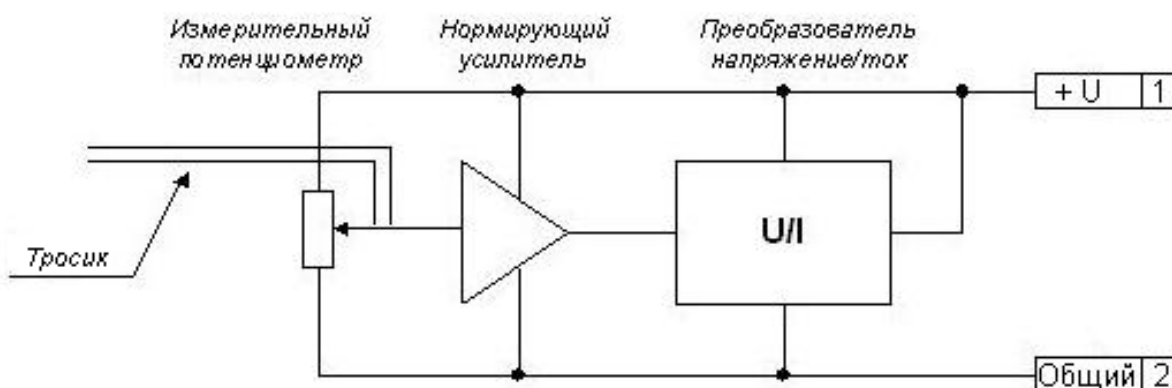 Измерительный
потенциометр
Нормирующий
усилитель
Преобразователь
напряжение/ток
+ U 1
Тросик
U/I
Общий 2